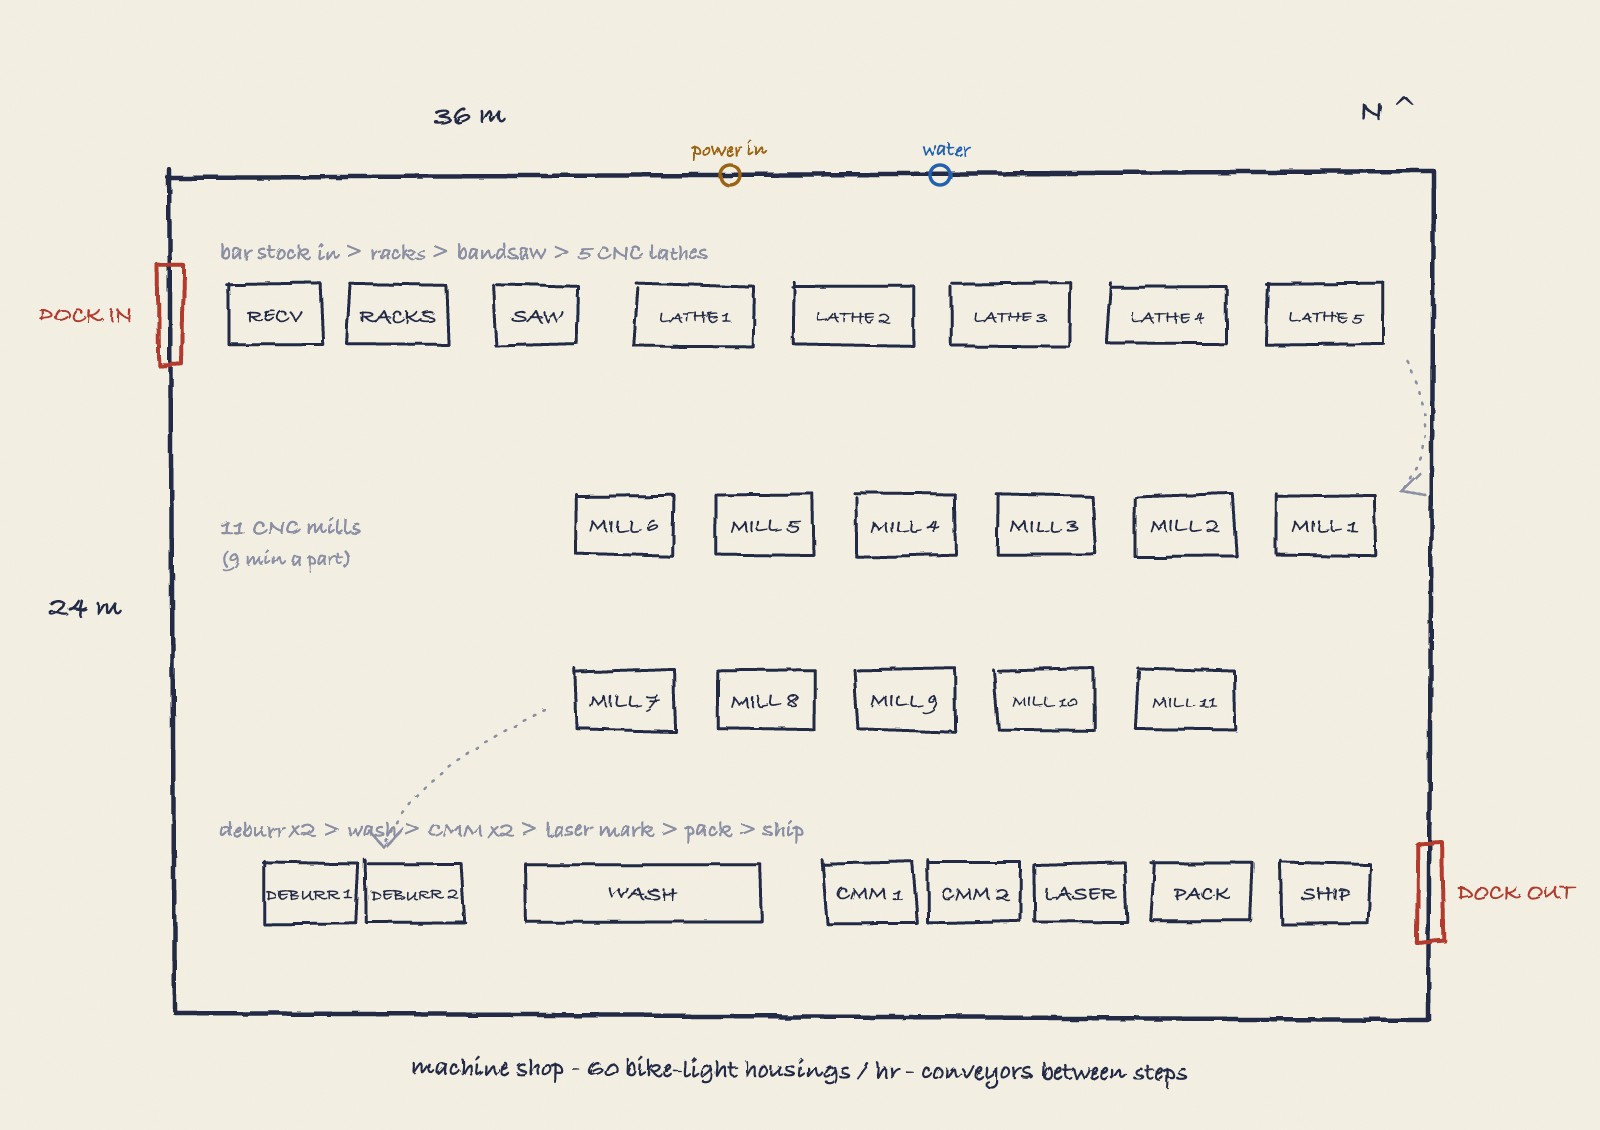 36 m
N ^
power in
water
bar stock in > racks > bandsaw > 5 CNC lathes
DOCK IN
RECV
RACKS
SAW
LATHE 1
LATHE 2
LATHE 3
LATHE 4
LATHE 5
11 CNC mills
(9 min a part)
MILL 6
MILL 5
MILL 4
MILL 3
MILL 2
MILL 1
24 m
MILL 7
MILL 8
MILL 9
MILL 10
MILL 11
deburr x2 > wash > CMM x2 > laser mark > pack > ship
DEBURR 1
DEBURR 2
WASH
CMM 1
CMM 2
LASER
PACK
SHIP
DOCK OUT
machine shop - 60 bike-light housings / hr - conveyors between steps